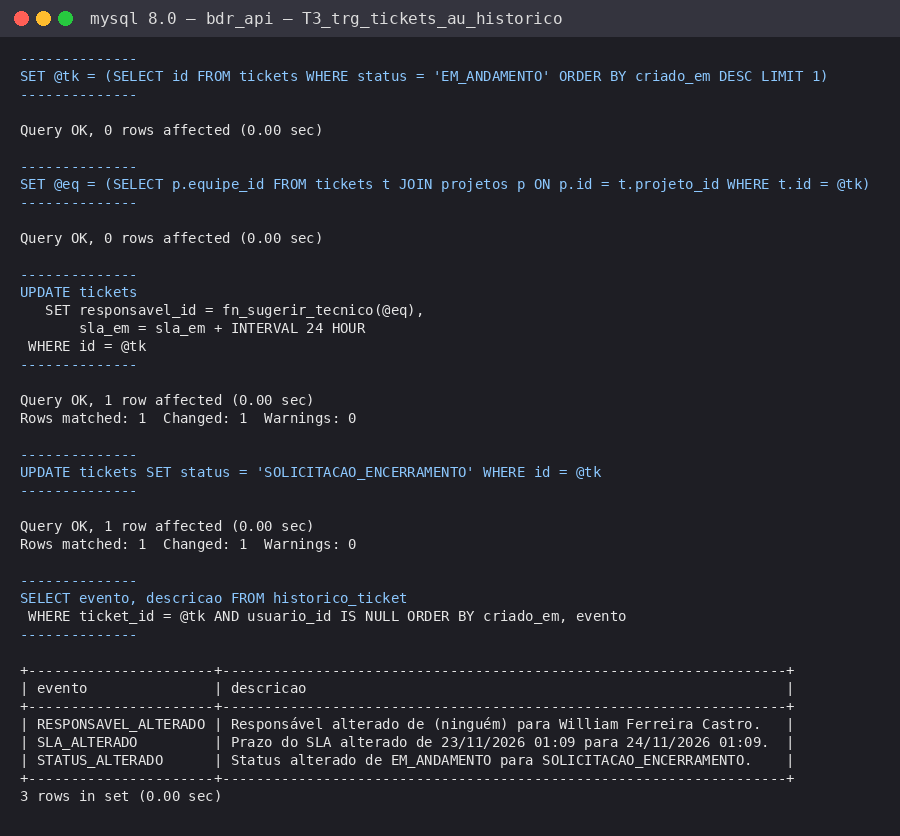 mysql 8.0 — bdr_api — T3_trg_tickets_au_historico
--------------
SET @tk = (SELECT id FROM tickets WHERE status = 'EM_ANDAMENTO' ORDER BY criado_em DESC LIMIT 1)
--------------
Query OK, 0 rows affected (0.00 sec)
--------------
SET @eq = (SELECT p.equipe_id FROM tickets t JOIN projetos p ON p.id = t.projeto_id WHERE t.id = @tk)
--------------
Query OK, 0 rows affected (0.00 sec)
--------------
UPDATE tickets
   SET responsavel_id = fn_sugerir_tecnico(@eq),
       sla_em = sla_em + INTERVAL 24 HOUR
 WHERE id = @tk
--------------
Query OK, 1 row affected (0.00 sec)
Rows matched: 1  Changed: 1  Warnings: 0
--------------
UPDATE tickets SET status = 'SOLICITACAO_ENCERRAMENTO' WHERE id = @tk
--------------
Query OK, 1 row affected (0.00 sec)
Rows matched: 1  Changed: 1  Warnings: 0
--------------
SELECT evento, descricao FROM historico_ticket
 WHERE ticket_id = @tk AND usuario_id IS NULL ORDER BY criado_em, evento
--------------
+----------------------+-------------------------------------------------------------------+
| evento               | descricao                                                         |
+----------------------+-------------------------------------------------------------------+
| RESPONSAVEL_ALTERADO | Responsável alterado de (ninguém) para William Ferreira Castro.   |
| SLA_ALTERADO         | Prazo do SLA alterado de 23/11/2026 01:09 para 24/11/2026 01:09.  |
| STATUS_ALTERADO      | Status alterado de EM_ANDAMENTO para SOLICITACAO_ENCERRAMENTO.    |
+----------------------+-------------------------------------------------------------------+
3 rows in set (0.00 sec)